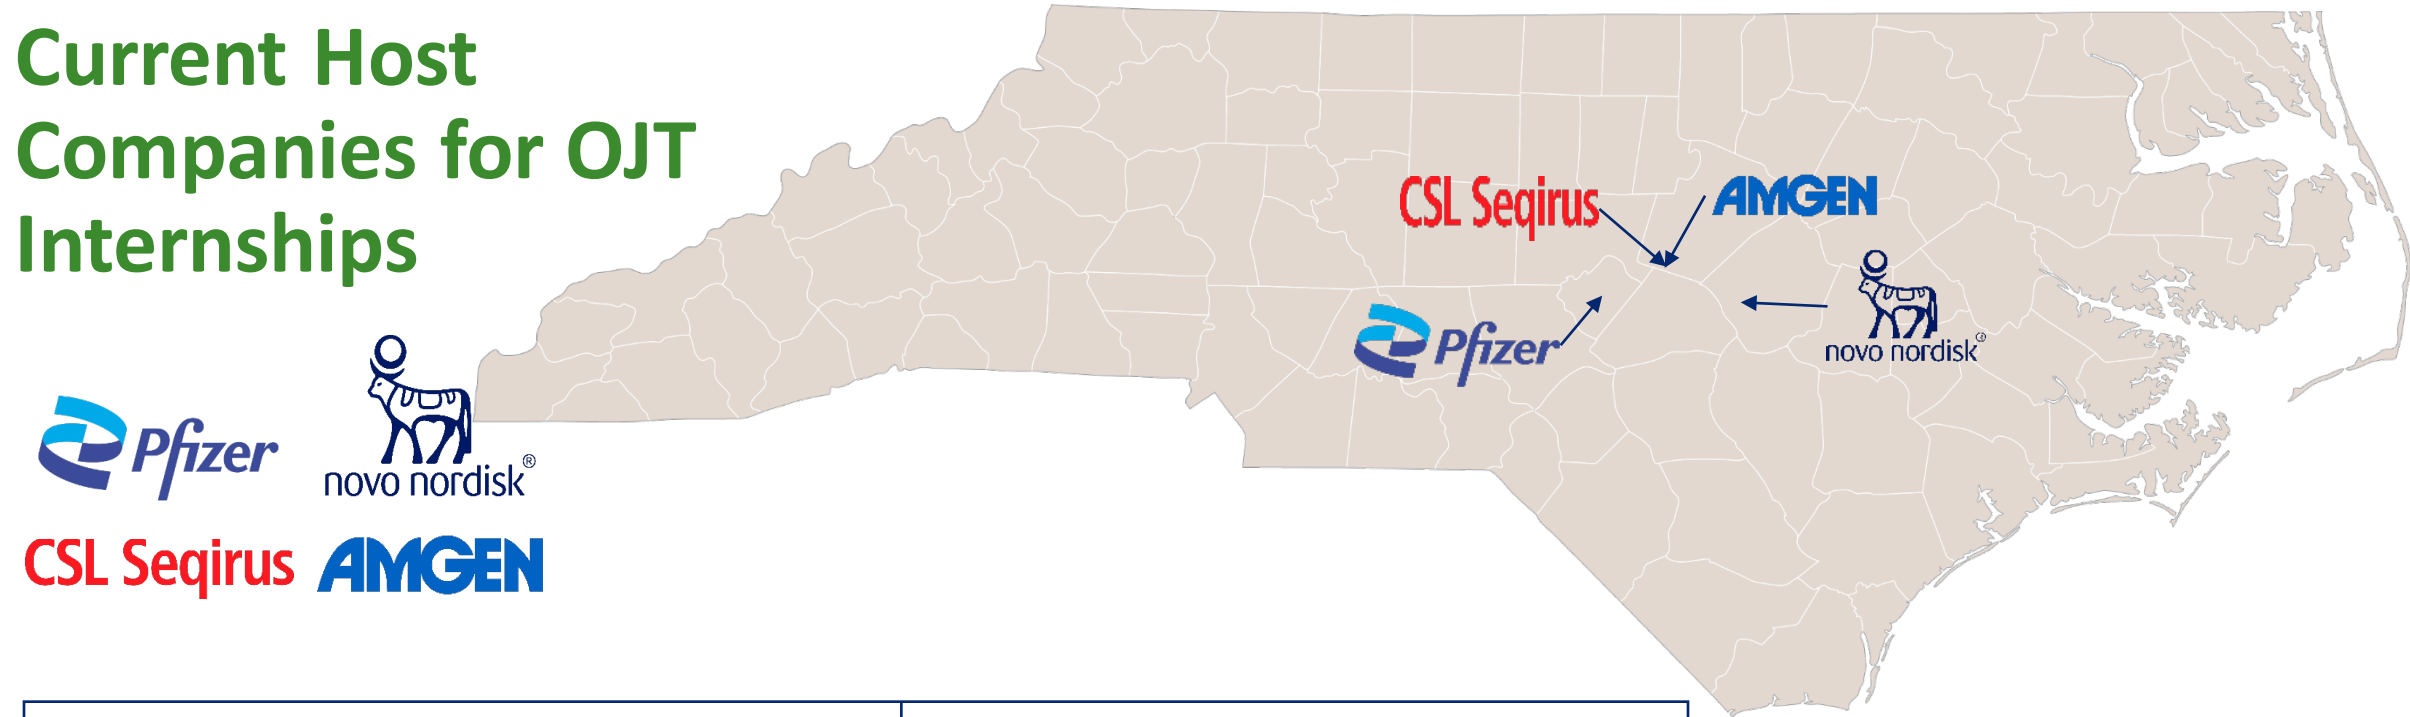 Current Host
Companies for OJT
Internships
CSL Seqirus
AMGEN
Pfizer
novo nordisk®
Pfizer
novo nordisk®
CSL Seqirus
AMGEN